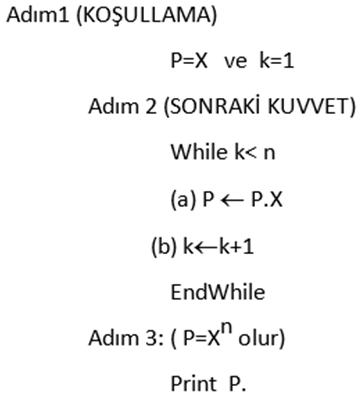 Adım1 (KOŞULLAMA)
P=X ve k=1
Adım 2 (SONRAKİ KUVVET)
While k< n
(a) P ← P.X
(b) k←k+1
EndWhile
Adım 3: ( P=Xⁿ olur)
Print P.